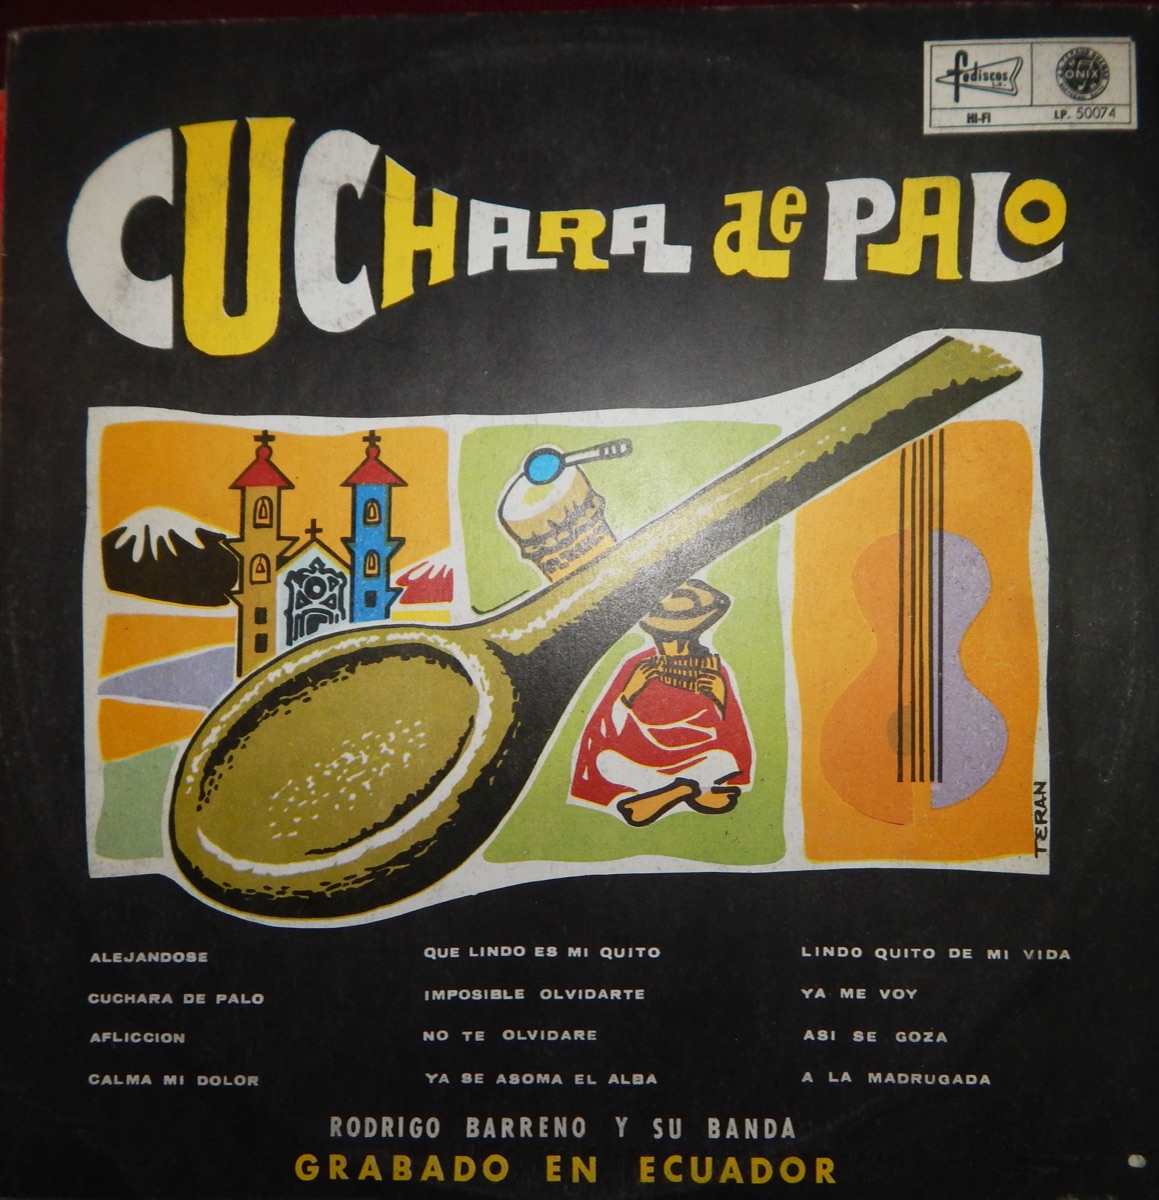 fediscos
S.A.
ONIX
HI-FI
LP. 50074
CUCHARA de PALO
TERAN
ALEJANDOSE
CUCHARA DE PALO
AFLICCION
CALMA MI DOLOR
QUE LINDO ES MI QUITO
IMPOSIBLE OLVIDARTE
NO TE OLVIDARE
YA SE ASOMA EL ALBA
LINDO QUITO DE MI VIDA
YA ME VOY
ASI SE GOZA
A LA MADRUGADA
RODRIGO BARRENO Y SU BANDA
GRABADO EN ECUADOR